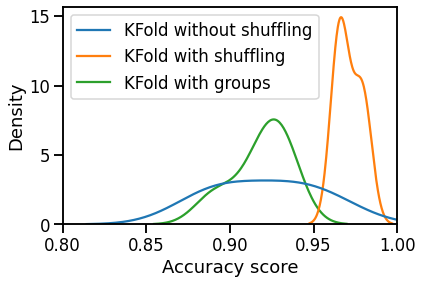 KFold without shuffling
KFold with shuffling
KFold with groups
Density
15
10
5
0
0.80 0.85 0.90 0.95 1.00
Accuracy score